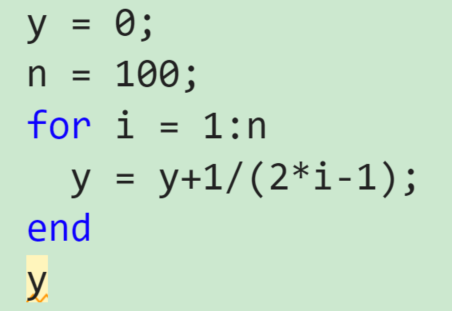 y = 0;
n = 100;
for i = 1:n
  y = y+1/(2*i-1);
end
y